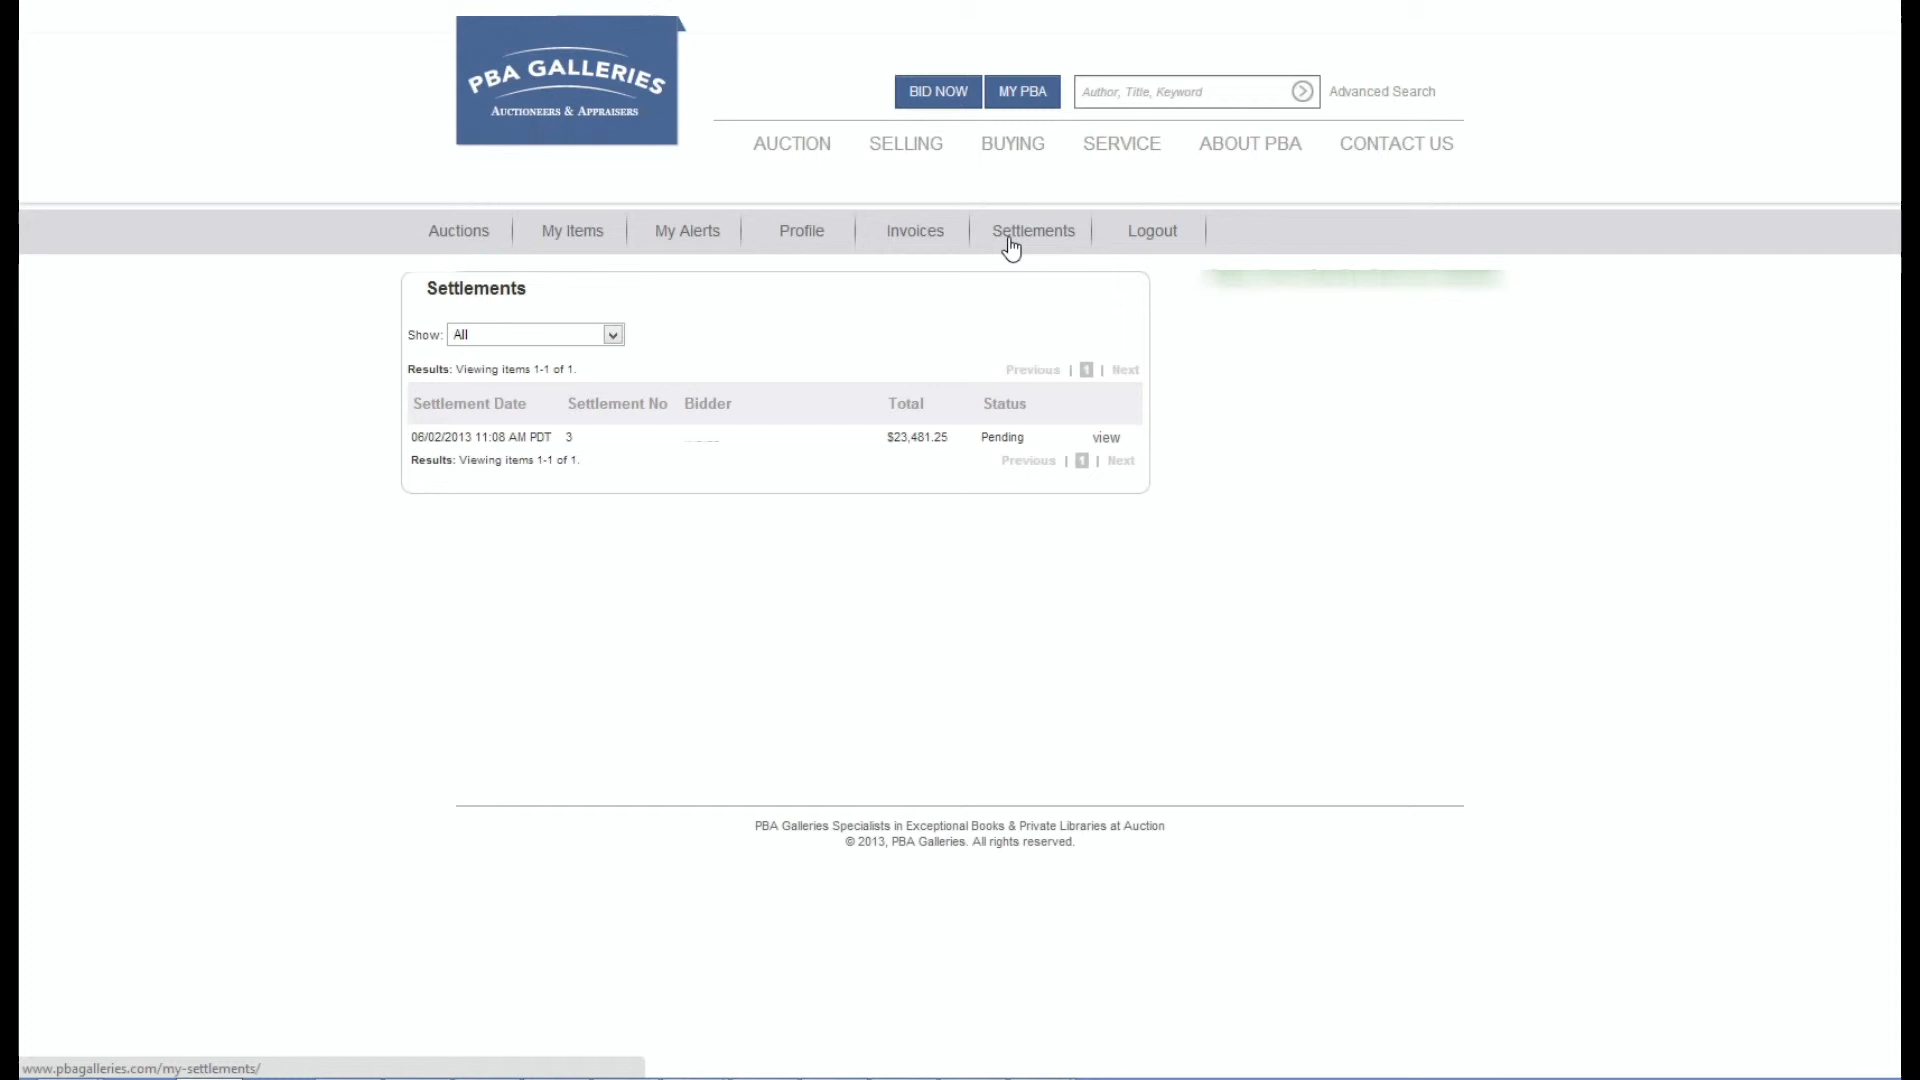 PBA GALLERIES
AUCTIONEERS & APPRAISERS
BID NOW MY PBA Author, Title, Keyword Advanced Search
AUCTION SELLING BUYING SERVICE ABOUT PBA CONTACT US
Auctions My Items My Alerts Profile Invoices Settlements Logout
Settlements
Show: All
Results: Viewing items 1-1 of 1. Previous | 1 | Next
Settlement Date Settlement No Bidder Total Status
06/02/2013 11:08 AM PDT 3 $23,481.25 Pending view
Results: Viewing items 1-1 of 1. Previous | 1 | Next
PBA Galleries Specialists in Exceptional Books & Private Libraries at Auction
© 2013, PBA Galleries. All rights reserved.
www.pbagalleries.com/my-settlements/